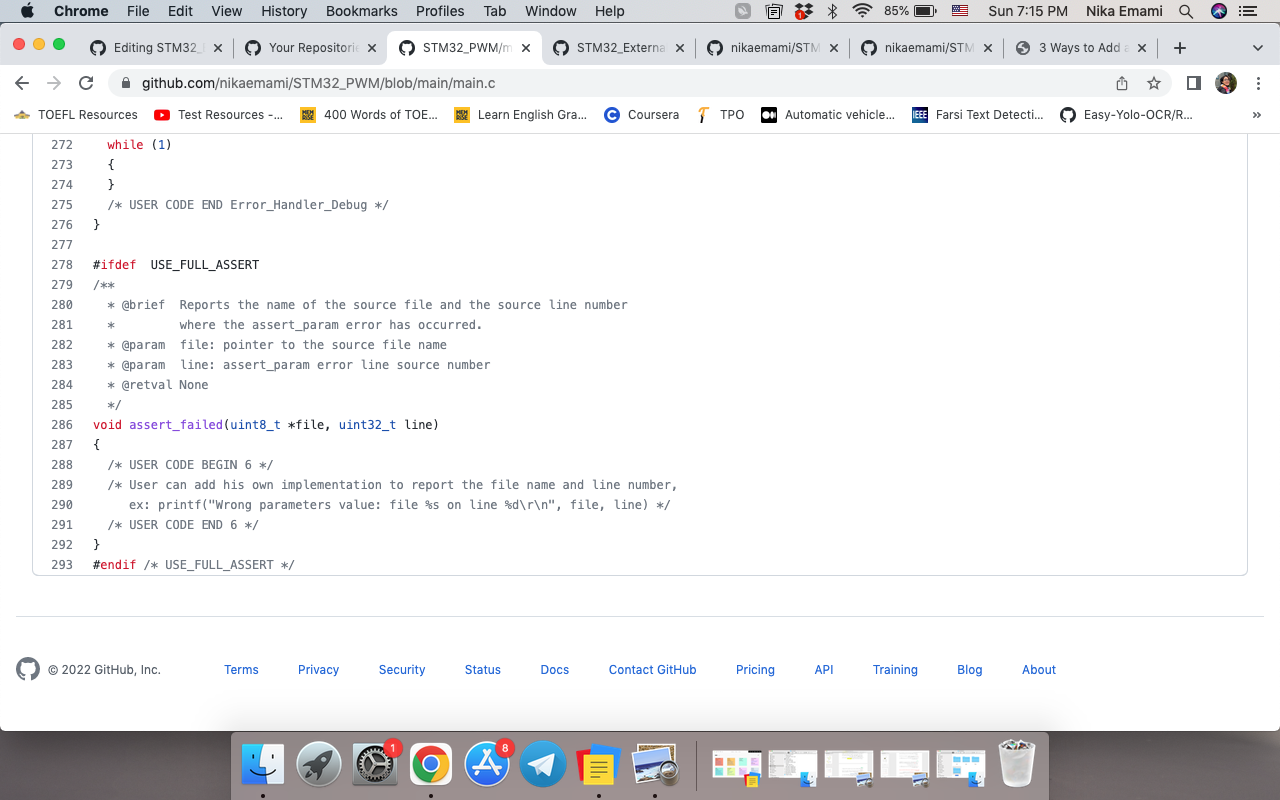 Chrome File Edit View History Bookmarks Profiles Tab Window Help 85% Sun 7:15 PM Nika Emami
Editing STM32_ Your Repositorie STM32_PWM/m STM32_Externa nikaemami/STM nikaemami/STM 3 Ways to Add a
github.com/nikaemami/STM32_PWM/blob/main/main.c
TOEFL Resources Test Resources -... 400 Words of TOE... Learn English Gra... Coursera TPO Automatic vehicle... Farsi Text Detecti... Easy-Yolo-OCR/R... »
272 while (1)
273 {
274 }
275 /* USER CODE END Error_Handler_Debug */
276 }
277
278 #ifdef USE_FULL_ASSERT
279 /**
280 * @brief Reports the name of the source file and the source line number
281 * where the assert_param error has occurred.
282 * @param file: pointer to the source file name
283 * @param line: assert_param error line source number
284 * @retval None
285 */
286 void assert_failed(uint8_t *file, uint32_t line)
287 {
288 /* USER CODE BEGIN 6 */
289 /* User can add his own implementation to report the file name and line number,
290 ex: printf("Wrong parameters value: file %s on line %d\r\n", file, line) */
291 /* USER CODE END 6 */
292 }
293 #endif /* USE_FULL_ASSERT */
© 2022 GitHub, Inc. Terms Privacy Security Status Docs Contact GitHub Pricing API Training Blog About
1 8